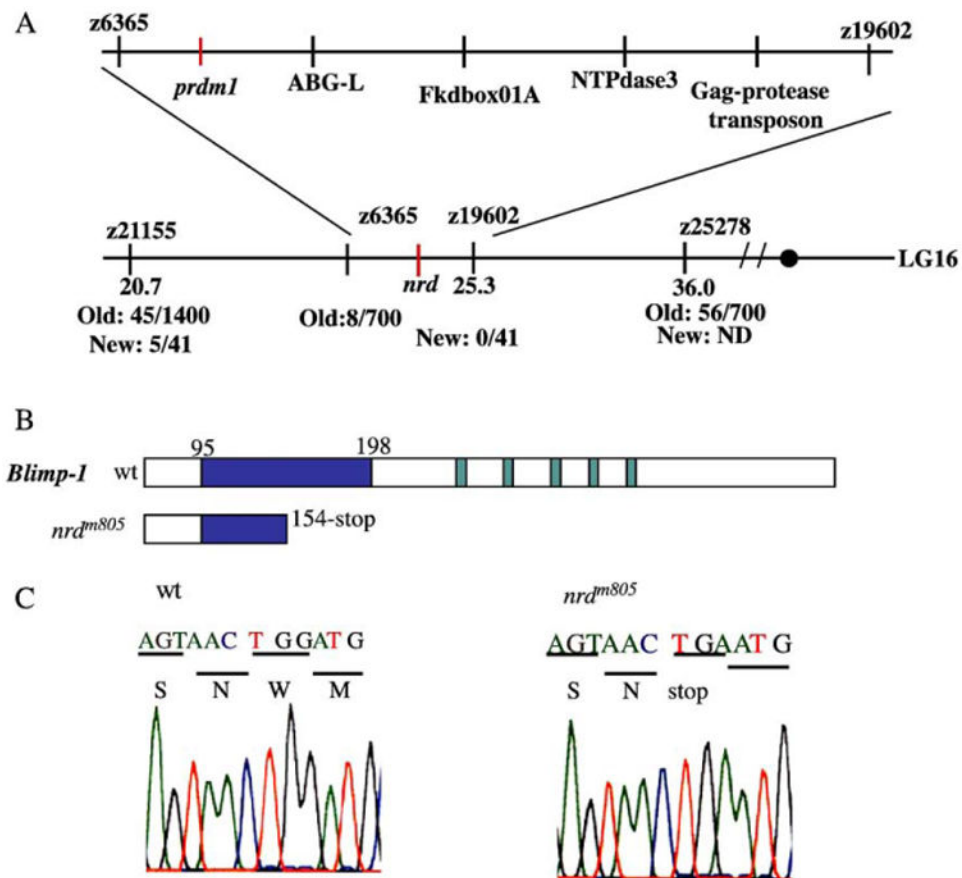 A
z6365
z19602
prdm1
ABG-L
Fkdbox01A
NTPdase3
Gag-protease
transposon
z21155
z6365
z19602
z25278
LG16
20.7
nrd
25.3
36.0
Old: 45/1400
New: 5/41
Old:8/700
New: 0/41
Old: 56/700
New: ND
B
95
198
Blimp-1
wt
nrd^m805
154-stop
C
wt
AGTAAC T GGATG
S N W M
nrd^m805
AGTAAC TGAATG
S N stop